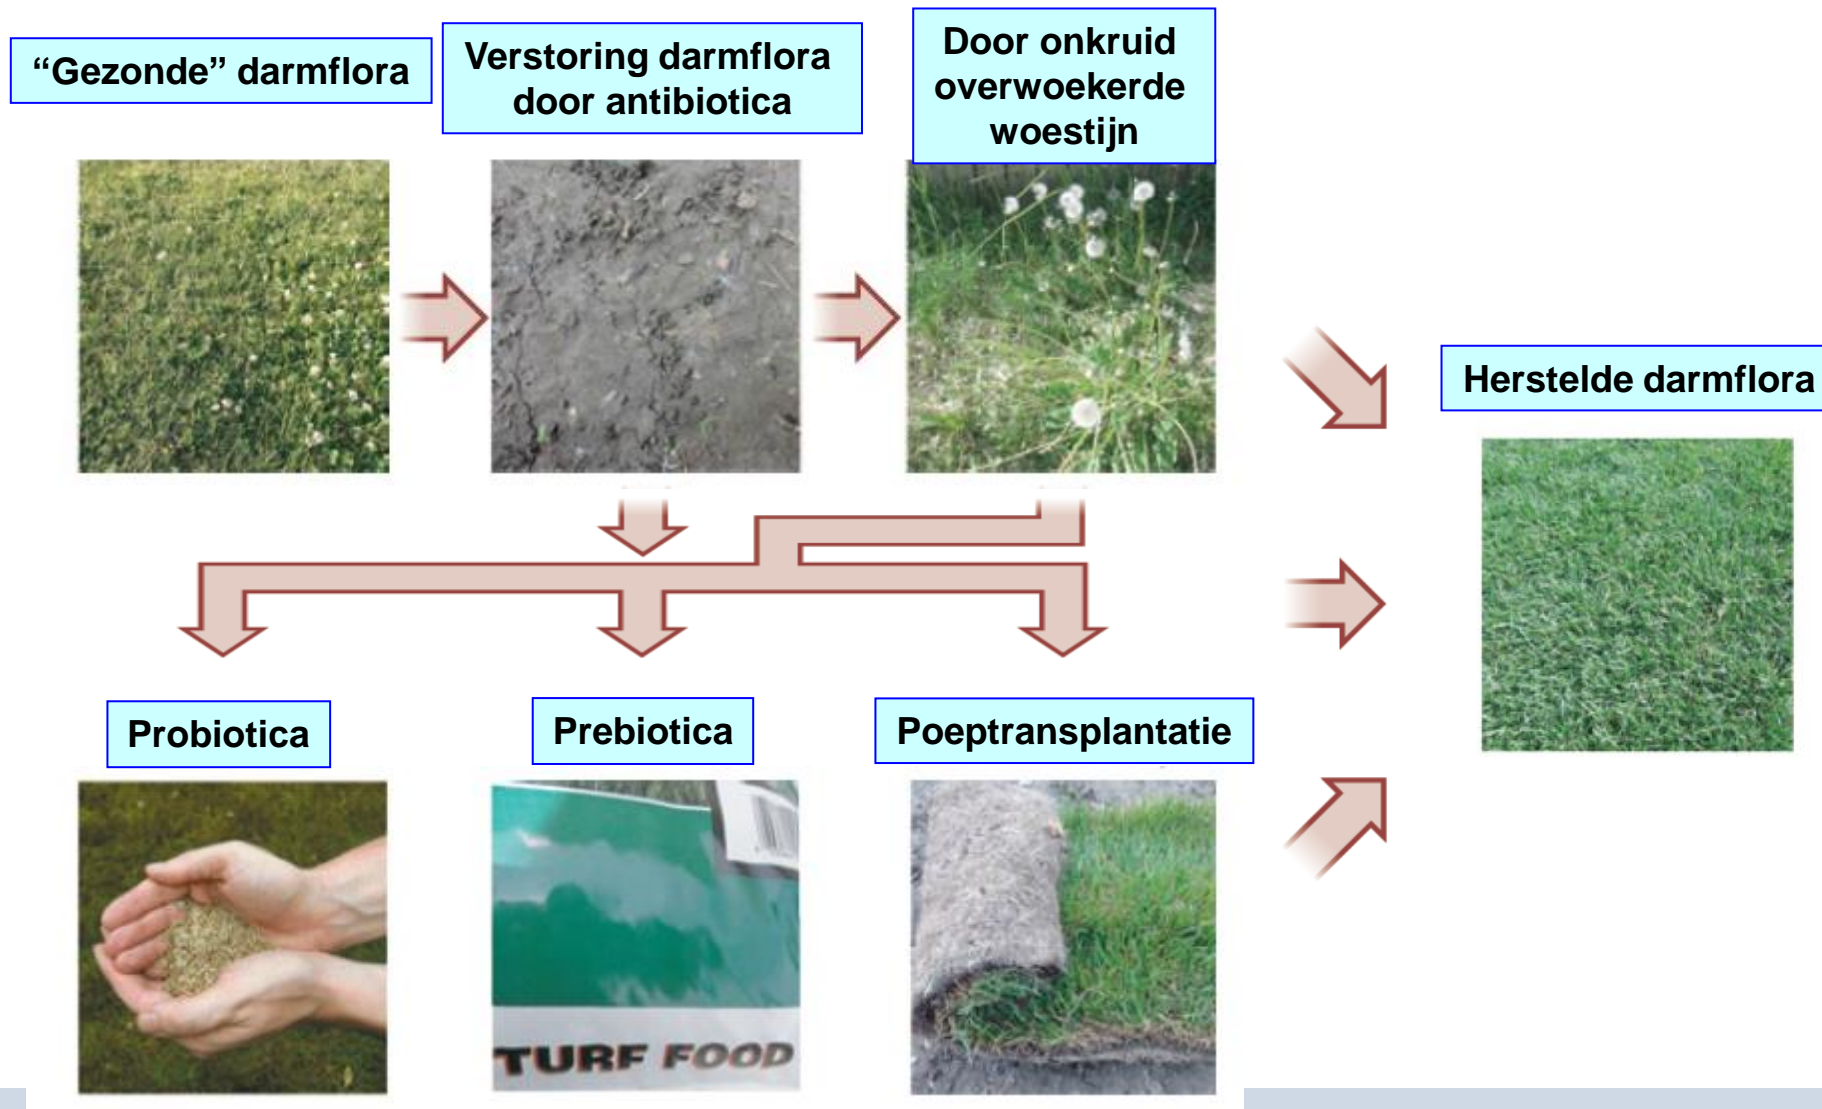 “Gezonde” darmflora
Verstoring darmflora
door antibiotica
Door onkruid
overwoekerde
woestijn
Herstelde darmflora
Probiotica
Prebiotica
Poeptransplantatie
TURF FOOD